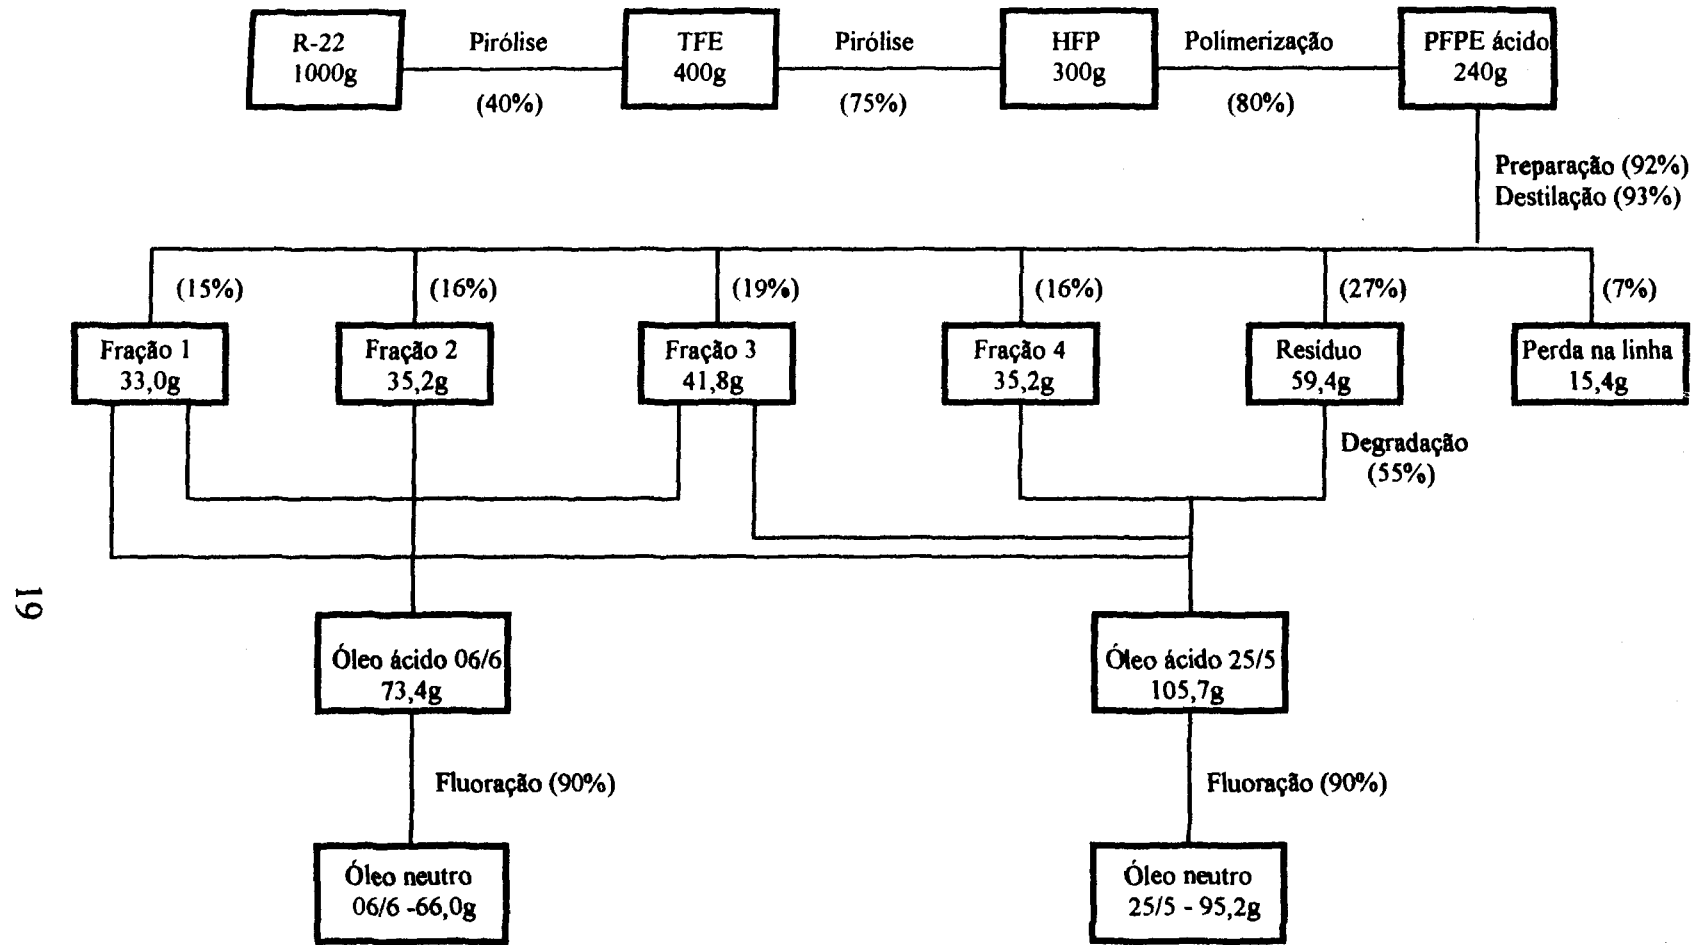 R-22
1000g
Pirólise
(40%)
TFE
400g
Pirólise
(75%)
HFP
300g
Polimerização
(80%)
PFPE ácido
240g
Preparação (92%)
Destilação (93%)
(15%)
(16%)
(19%)
(16%)
(27%)
(7%)
Fração 1
33,0g
Fração 2
35,2g
Fração 3
41,8g
Fração 4
35,2g
Resíduo
59,4g
Perda na linha
15,4g
Degradação
(55%)
19
Óleo ácido 06/6
73,4g
Óleo ácido 25/5
105,7g
Fluoração (90%)
Fluoração (90%)
Óleo neutro
06/6 -66,0g
Óleo neutro
25/5 - 95,2g